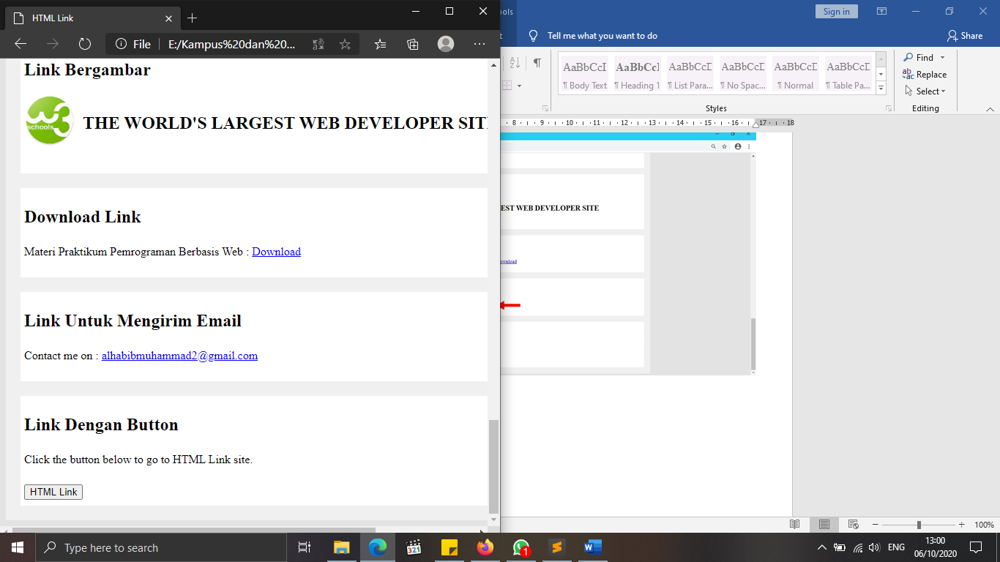 HTML Link
ols
Sign in
File
E:/Kampus%20dan%20...
t
Tell me what you want to do
Share
Link Bergambar
w3
schools
THE WORLD'S LARGEST WEB DEVELOPER SIT
Download Link
Materi Praktikum Pemrograman Berbasis Web : Download
Link Untuk Mengirim Email
Contact me on : alhabibmuhammad2@gmail.com
Link Dengan Button
Click the button below to go to HTML Link site.
HTML Link
A
Z
¶
AaBbCcI
AaBbCcI
AaBbCcI
AaBbCcI
AaBbCcI
AaBbCcI
¶ Body Text
¶ Heading 1
¶ List Para...
¶ No Spac...
¶ Normal
¶ Table Pa...
Styles
Find
Replace
Select
Editing
8 9 10 11 12 13 14 15 16 17 18
EST WEB DEVELOPER SITE
ownload
100%
Type here to search
321
1
ENG
13:00
06/10/2020